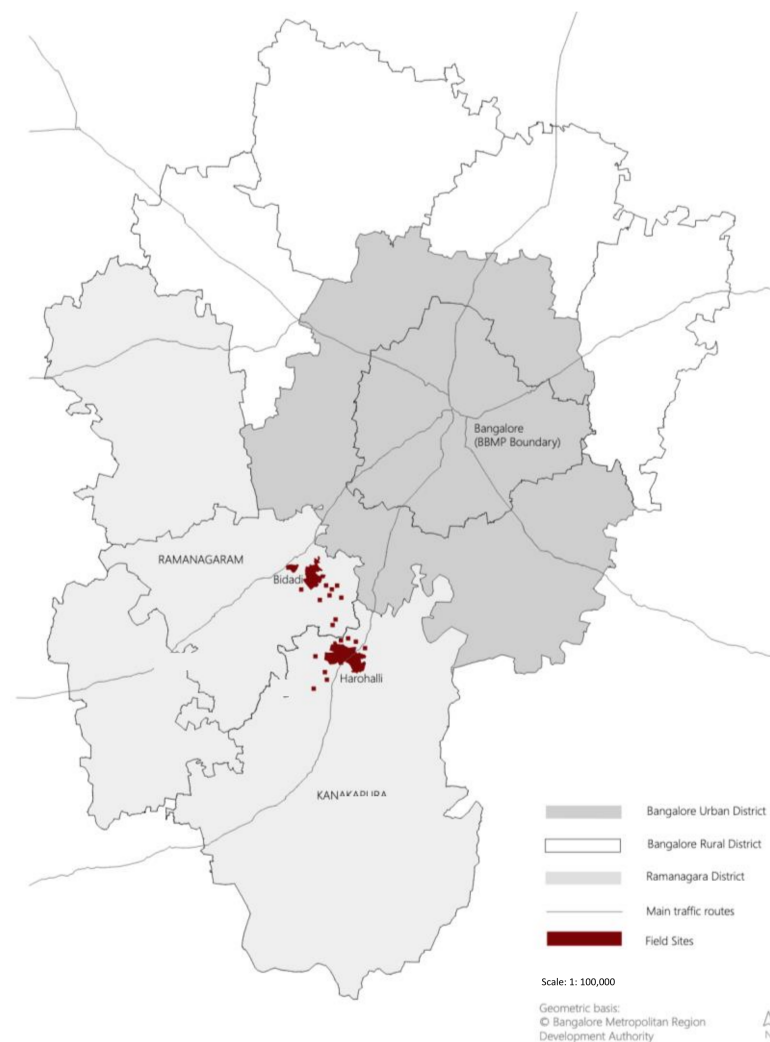 Bangalore
(BBMP Boundary)
RAMANAGARAM
Bidadi
Harohalli
KANAKAPURA
Bangalore Urban District
Bangalore Rural District
Ramanagara District
Main traffic routes
Field Sites
Scale: 1: 100,000
Geometric basis:
© Bangalore Metropolitan Region
Development Authority
N